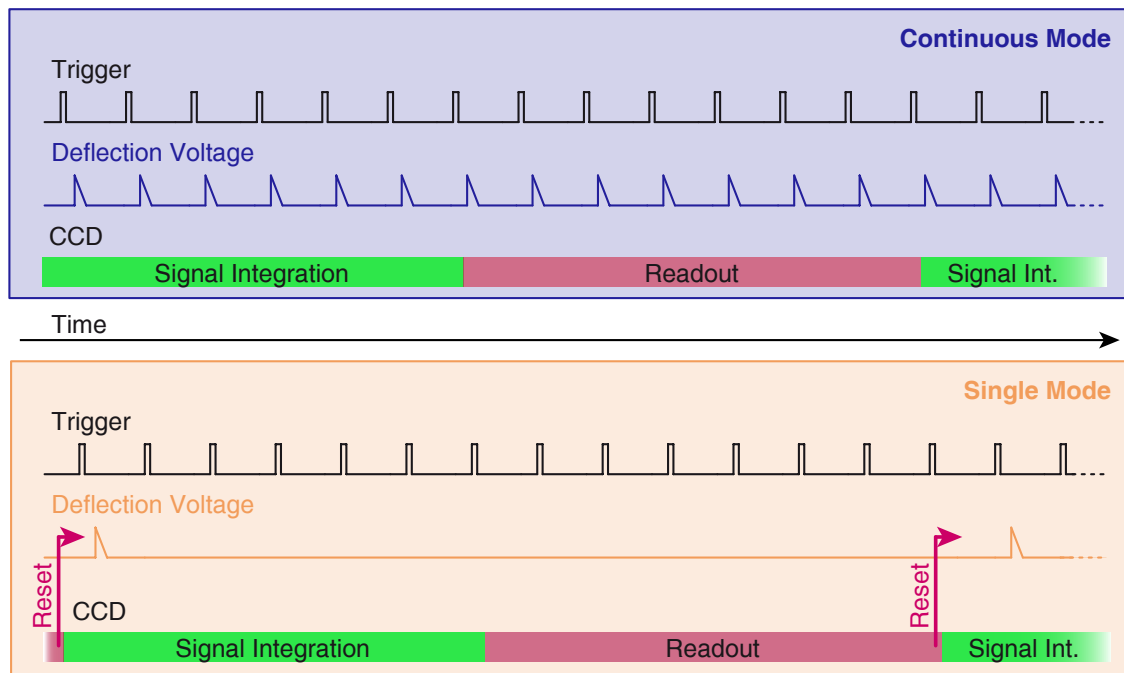 Continuous Mode
Trigger
Deflection Voltage
CCD
Signal Integration
Readout
Signal Int.
Time
Single Mode
Trigger
Deflection Voltage
Reset
Reset
CCD
Signal Integration
Readout
Signal Int.